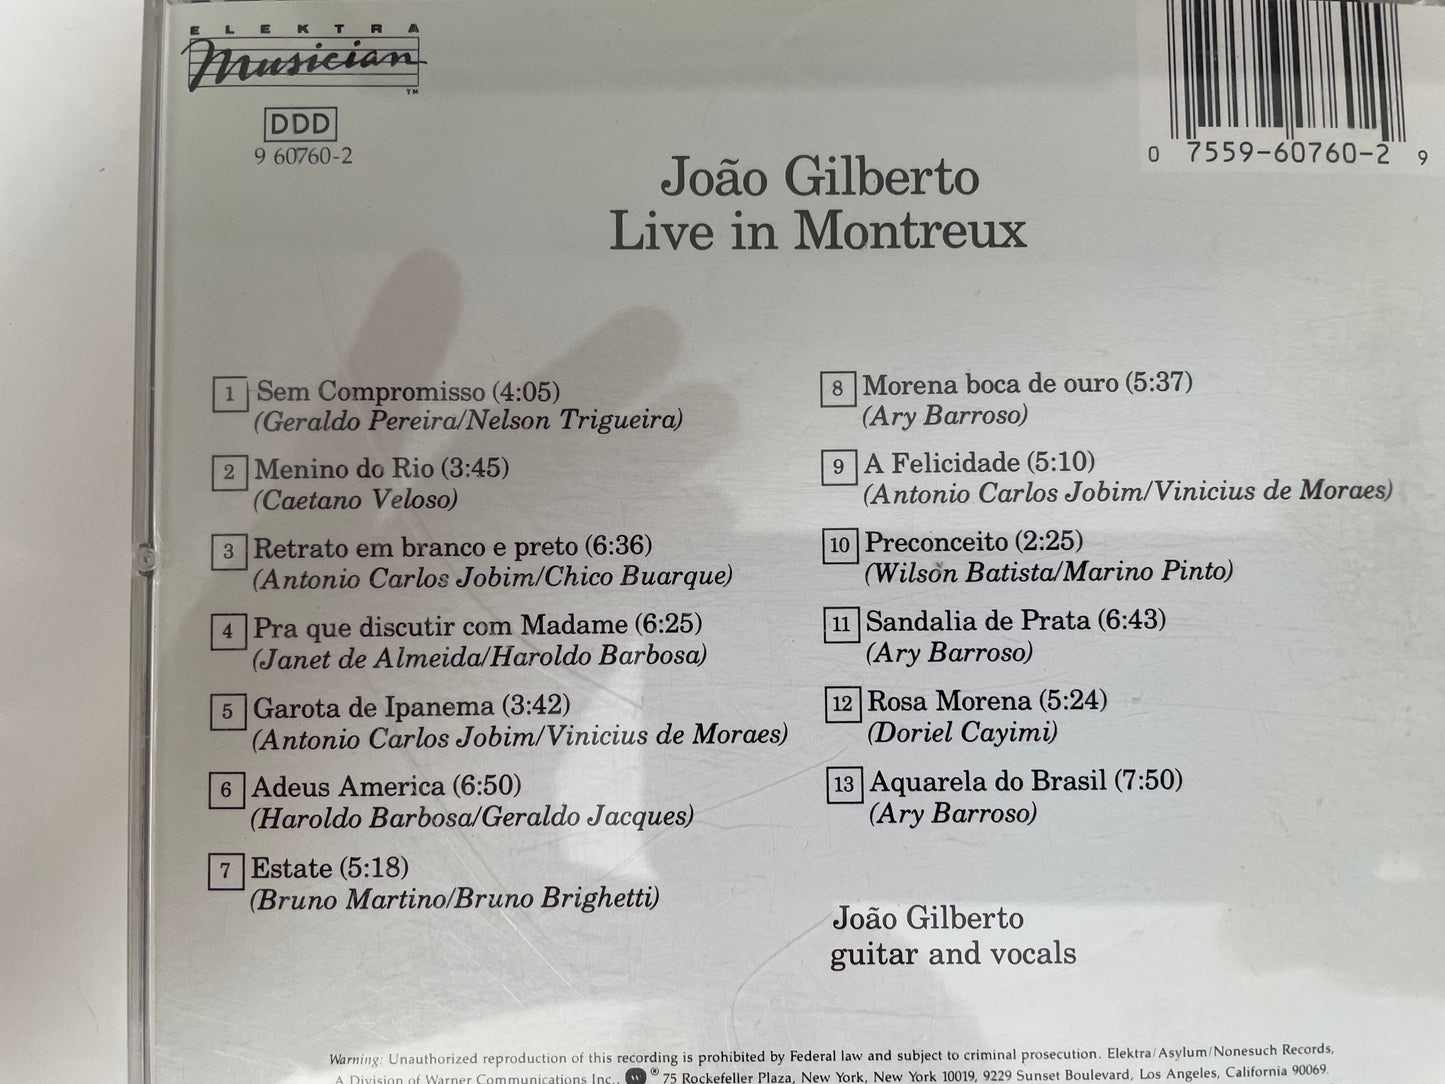 ELEKTRA
Musician
TM
DDD
9 60760-2
0 7559-60760-2 9
João Gilberto
Live in Montreux
1 Sem Compromisso (4:05)
(Geraldo Pereira/Nelson Trigueira)
2 Menino do Rio (3:45)
(Caetano Veloso)
3 Retrato em branco e preto (6:36)
(Antonio Carlos Jobim/Chico Buarque)
4 Pra que discutir com Madame (6:25)
(Janet de Almeida/Haroldo Barbosa)
5 Garota de Ipanema (3:42)
(Antonio Carlos Jobim/Vinicius de Moraes)
6 Adeus America (6:50)
(Haroldo Barbosa/Geraldo Jacques)
7 Estate (5:18)
(Bruno Martino/Bruno Brighetti)
8 Morena boca de ouro (5:37)
(Ary Barroso)
9 A Felicidade (5:10)
(Antonio Carlos Jobim/Vinicius de Moraes)
10 Preconceito (2:25)
(Wilson Batista/Marino Pinto)
11 Sandalia de Prata (6:43)
(Ary Barroso)
12 Rosa Morena (5:24)
(Doriel Cayimi)
13 Aquarela do Brasil (7:50)
(Ary Barroso)
João Gilberto
guitar and vocals
Warning: Unauthorized reproduction of this recording is prohibited by Federal law and subject to criminal prosecution. Elektra/Asylum/Nonesuch Records,
A Division of Warner Communications Inc., W ® 75 Rockefeller Plaza, New York, New York 10019, 9229 Sunset Boulevard, Los Angeles, California 90069.